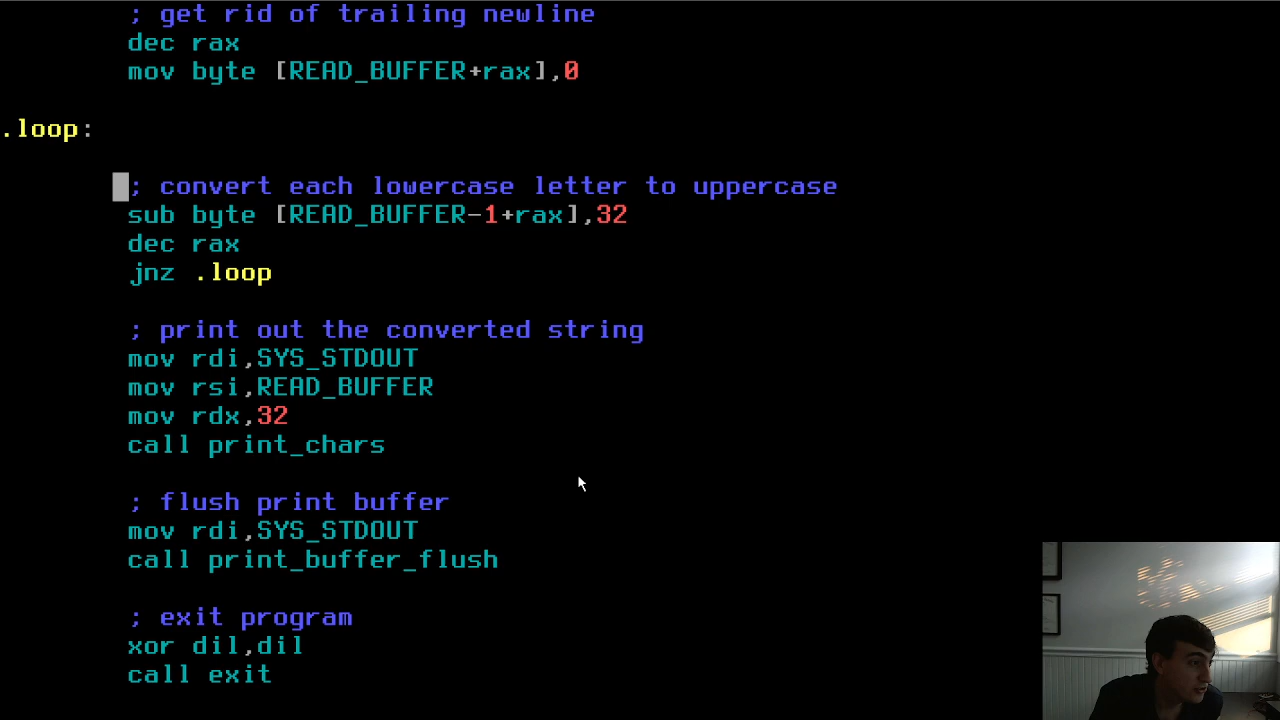 ; get rid of trailing newline
dec rax
mov byte [READ_BUFFER+rax],0
.loop:
; convert each lowercase letter to uppercase
sub byte [READ_BUFFER-1+rax],32
dec rax
jnz .loop
; print out the converted string
mov rdi,SYS_STDOUT
mov rsi,READ_BUFFER
mov rdx,32
call print_chars
; flush print buffer
mov rdi,SYS_STDOUT
call print_buffer_flush
; exit program
xor dil,dil
call exit